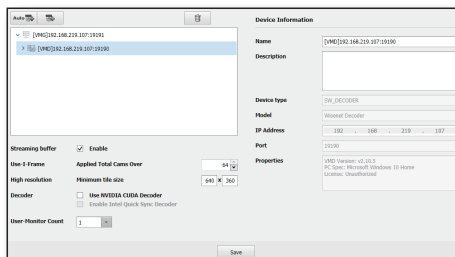 Auto
[VMG]192.168.219.107:19191
[VMD]192.168.219.107:19190
Streaming buffer Enable
Use-I-Frame Applied Total Cams Over 64
High resolution Minimum tile size 640 X 360
Decoder Use NVIDIA CUDA Decoder
Enable Intel Quick Sync Decoder
User-Monitor Count 1
Device Information
Name [VMD]192.168.219.107:19190
Description
Device type SW_DECODER
Model Wisenet Decoder
IP Address 192 . 168 . 219 . 107
Port 19190
Properties VMD Version: v2.10.5
PC Spec: Microsoft Windows 10 Home
License: Unauthorized
Save